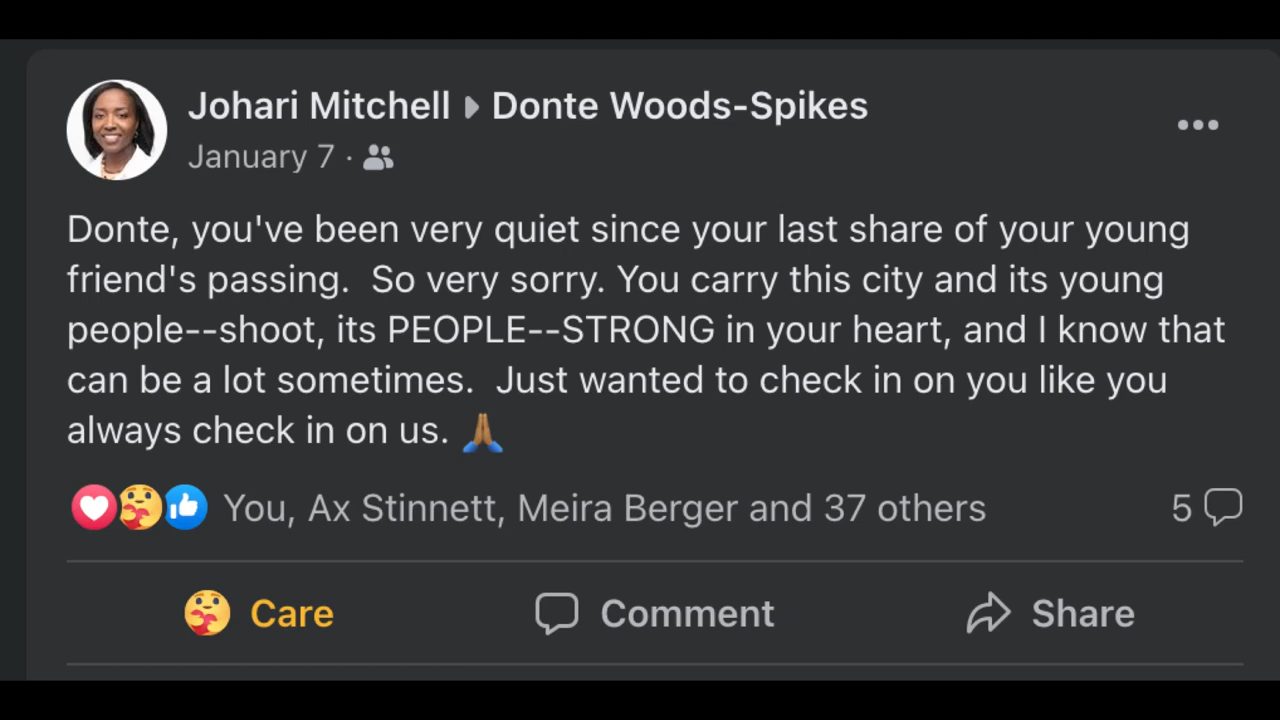 Johari Mitchell ▸ Donte Woods-Spikes
January 7 ·
Donte, you've been very quiet since your last share of your young
friend's passing.  So very sorry. You carry this city and its young
people--shoot, its PEOPLE--STRONG in your heart, and I know that
can be a lot sometimes.  Just wanted to check in on you like you
always check in on us. 🙏🏾
You, Ax Stinnett, Meira Berger and 37 others 5
Care Comment Share